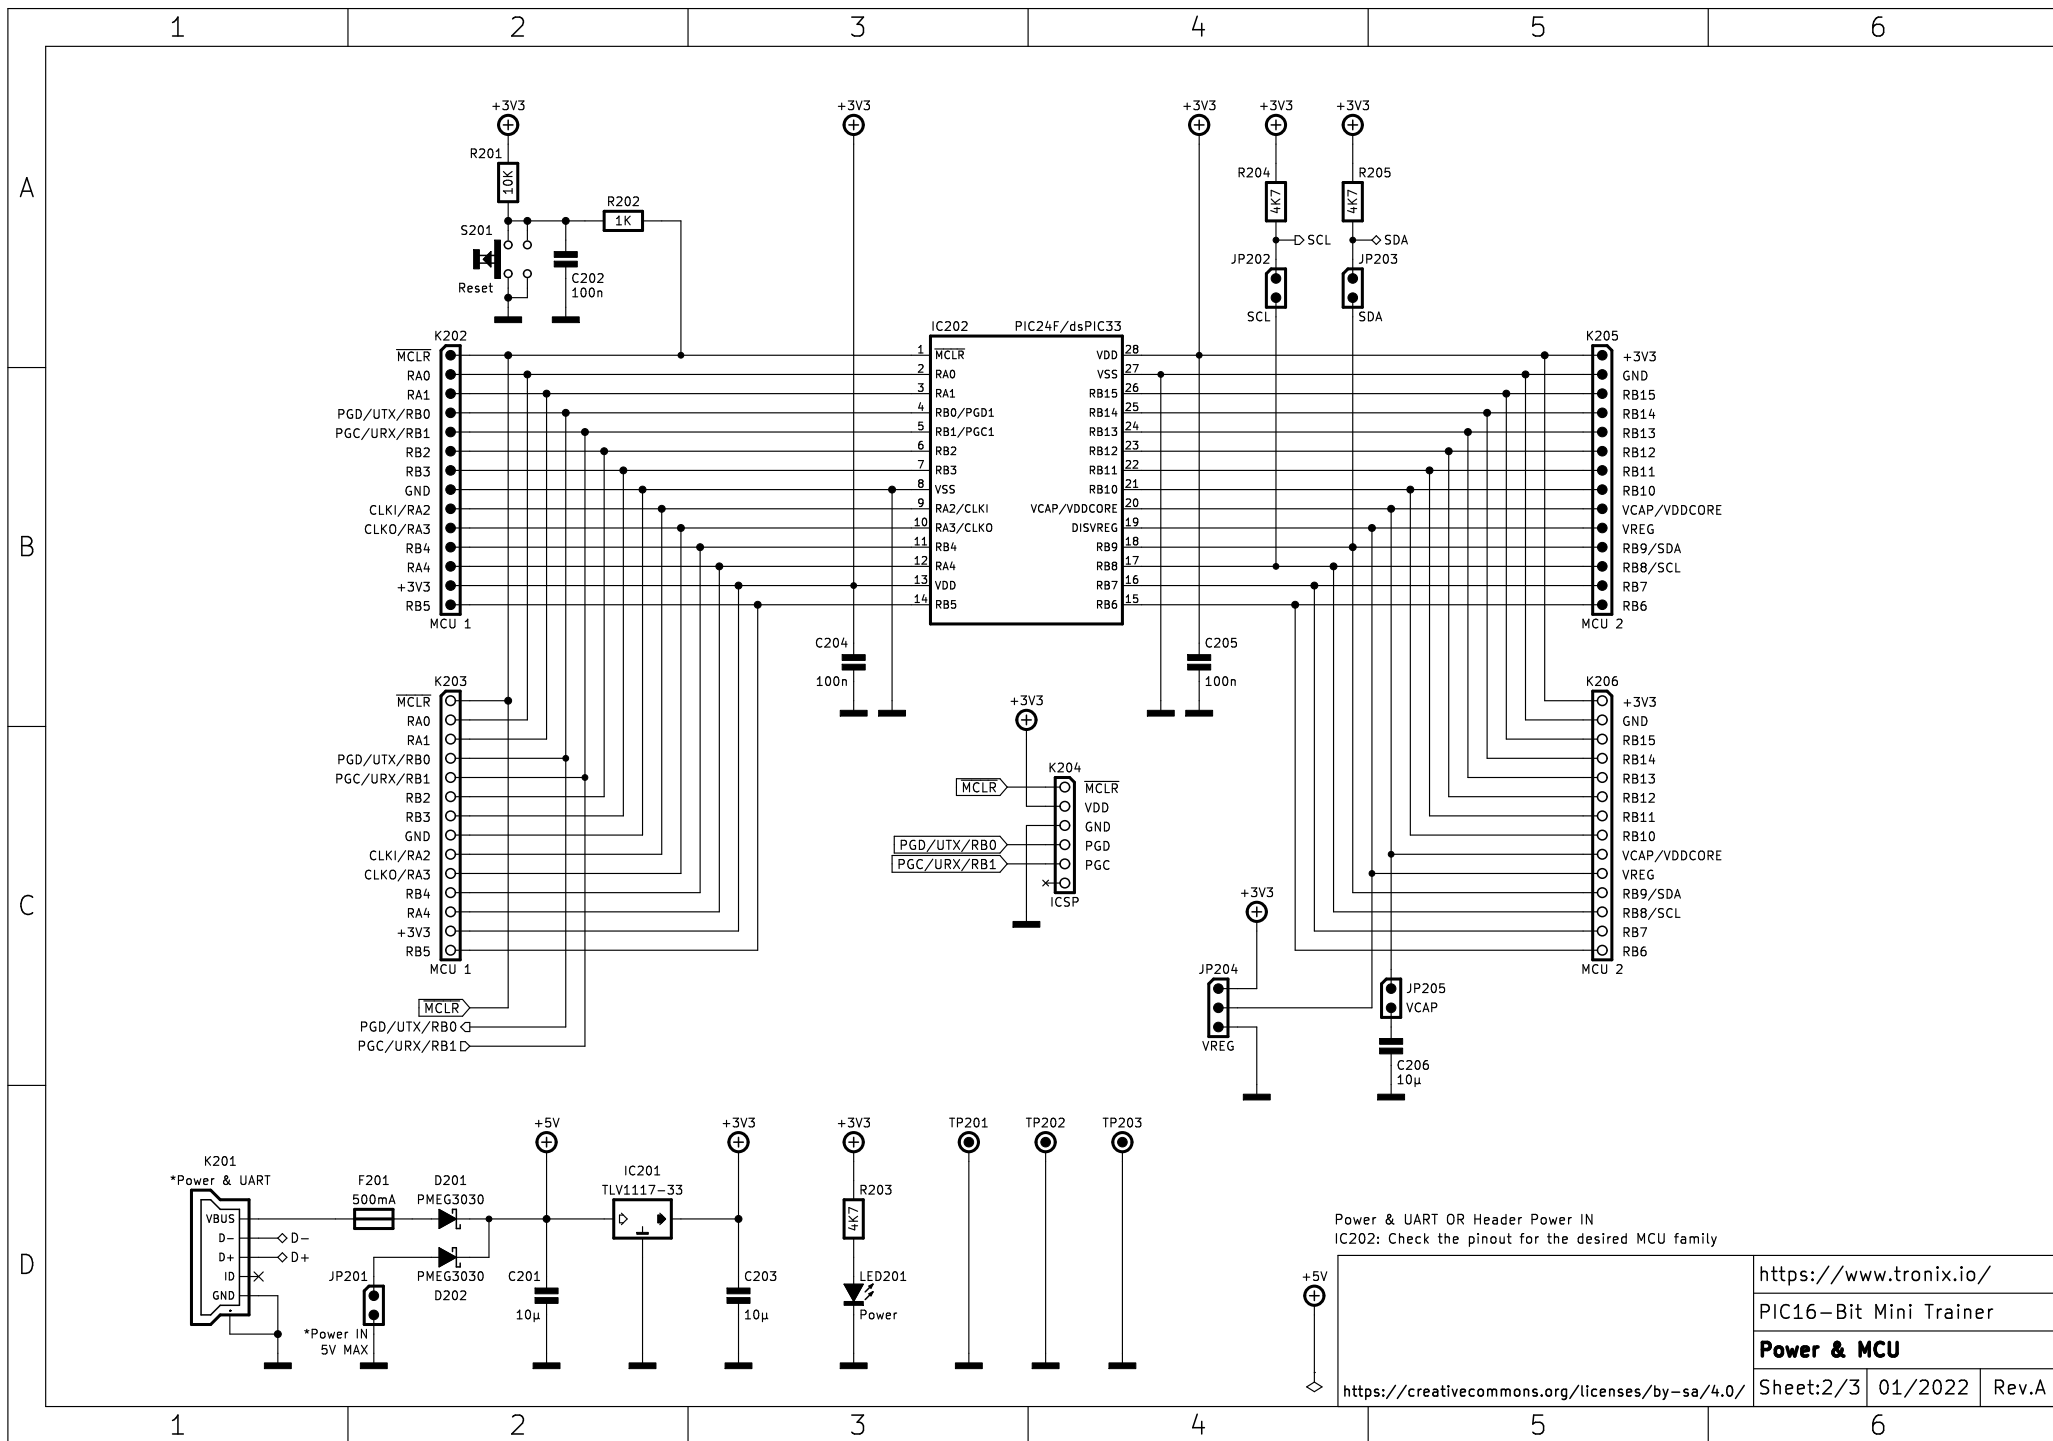 1 2 3 4 5 6
A
B
C
D
+3V3
R201
10K
R202
1K
S201
Reset
C202
100n
+3V3
+3V3 +3V3 +3V3
R204
4K7
R205
4K7
SCL
SDA
JP202
SCL
JP203
SDA
K202
MCLR
RA0
RA1
PGD/UTX/RB0
PGC/URX/RB1
RB2
RB3
GND
CLKI/RA2
CLKO/RA3
RB4
RA4
+3V3
RB5
MCU 1
IC202 PIC24F/dsPIC33
1 MCLR
2 RA0
3 RA1
4 RB0/PGD1
5 RB1/PGC1
6 RB2
7 RB3
8 VSS
9 RA2/CLKI
10 RA3/CLKO
11 RB4
12 RA4
13 VDD
14 RB5
VDD 28
VSS 27
RB15 26
RB14 25
RB13 24
RB12 23
RB11 22
RB10 21
VCAP/VDDCORE 20
DISVREG 19
RB9 18
RB8 17
RB7 16
RB6 15
K205
+3V3
GND
RB15
RB14
RB13
RB12
RB11
RB10
VCAP/VDDCORE
VREG
RB9/SDA
RB8/SCL
RB7
RB6
MCU 2
C204
100n
C205
100n
K203
MCLR
RA0
RA1
PGD/UTX/RB0
PGC/URX/RB1
RB2
RB3
GND
CLKI/RA2
CLKO/RA3
RB4
RA4
+3V3
RB5
MCU 1
MCLR
PGD/UTX/RB0
PGC/URX/RB1
+3V3
K204
MCLR
VDD
GND
PGD
PGC
ICSP
MCLR
PGD/UTX/RB0
PGC/URX/RB1
K206
+3V3
GND
RB15
RB14
RB13
RB12
RB11
RB10
VCAP/VDDCORE
VREG
RB9/SDA
RB8/SCL
RB7
RB6
MCU 2
+3V3
JP204
VREG
JP205
VCAP
C206
10µ
K201
*Power & UART
VBUS
D-
D+
ID
GND
D-
D+
F201
500mA
D201
PMEG3030
PMEG3030
D202
JP201
*Power IN
5V MAX
+5V
C201
10µ
IC201
TLV1117-33
+3V3
C203
10µ
+3V3
R203
4K7
LED201
Power
TP201 TP202 TP203
Power & UART OR Header Power IN
IC202: Check the pinout for the desired MCU family
+5V
https://creativecommons.org/licenses/by-sa/4.0/
https://www.tronix.io/
PIC16-Bit Mini Trainer
Power & MCU
Sheet:2/3 01/2022 Rev.A
1 2 3 4 5 6